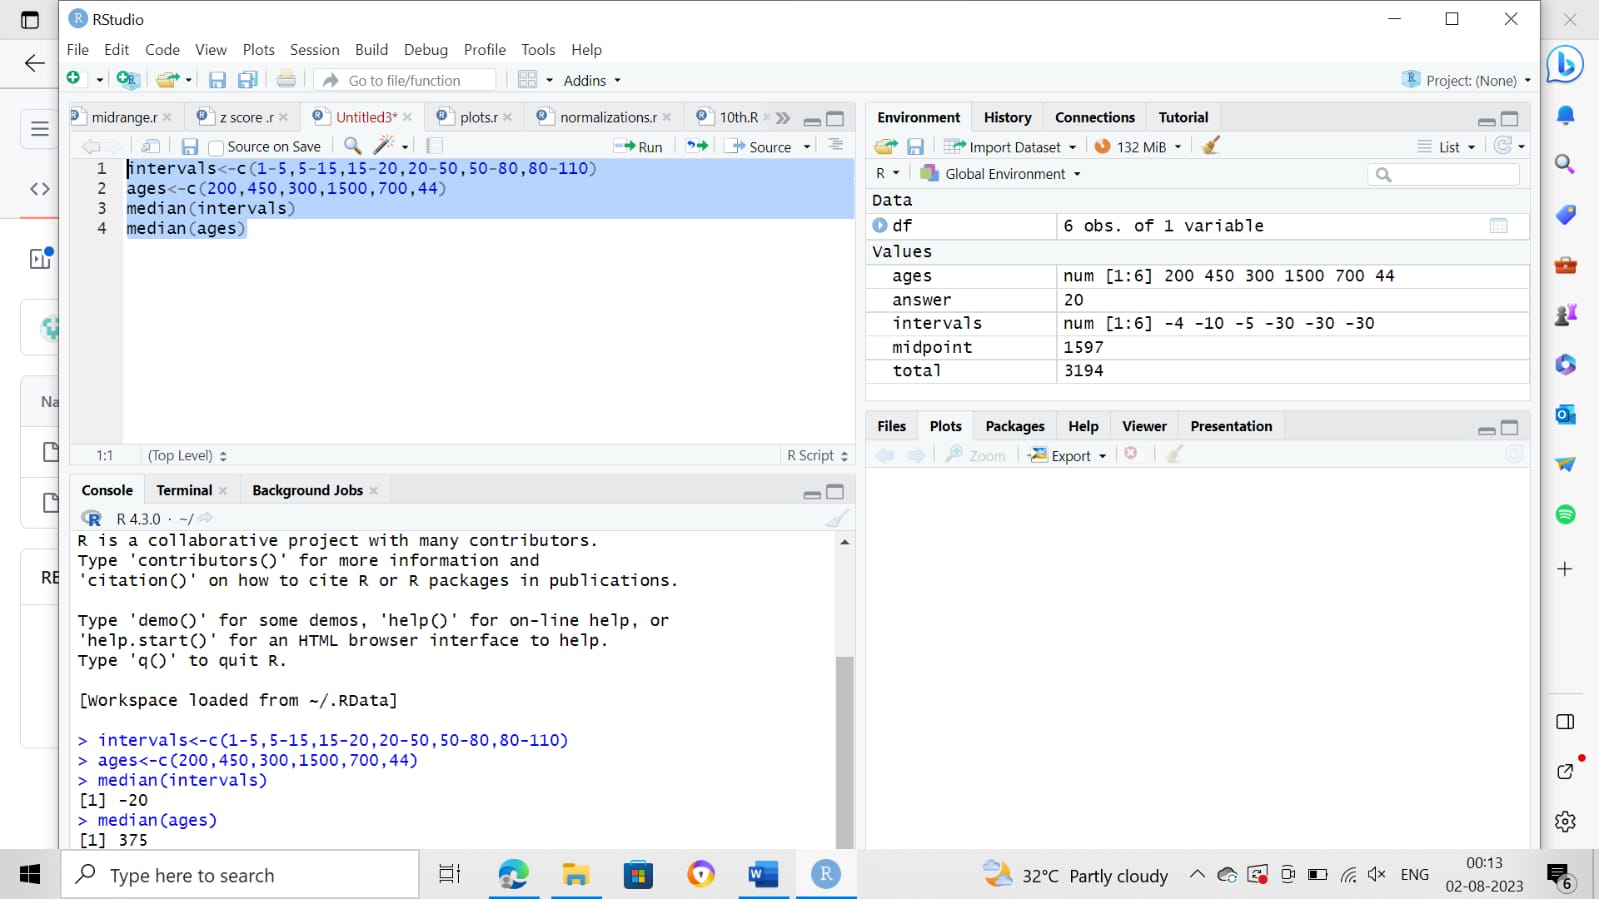 RStudio
File Edit Code View Plots Session Build Debug Profile Tools Help
Go to file/function Addins Project: (None)
midrange.r z score .r Untitled3* plots.r normalizations.r 10th.R
Source on Save Run Source
1 intervals<-c(1-5,5-15,15-20,20-50,50-80,80-110)
2 ages<-c(200,450,300,1500,700,44)
3 median(intervals)
4 median(ages)
1:1 (Top Level) R Script
Console Terminal Background Jobs
R 4.3.0 · ~/
R is a collaborative project with many contributors.
Type 'contributors()' for more information and
'citation()' on how to cite R or R packages in publications.
Type 'demo()' for some demos, 'help()' for on-line help, or
'help.start()' for an HTML browser interface to help.
Type 'q()' to quit R.
[Workspace loaded from ~/.RData]
> intervals<-c(1-5,5-15,15-20,20-50,50-80,80-110)
> ages<-c(200,450,300,1500,700,44)
> median(intervals)
[1] -20
> median(ages)
[1] 375
Environment History Connections Tutorial
Import Dataset 132 MiB List
R Global Environment
Data
df 6 obs. of 1 variable
Values
ages num [1:6] 200 450 300 1500 700 44
answer 20
intervals num [1:6] -4 -10 -5 -30 -30 -30
midpoint 1597
total 3194
Files Plots Packages Help Viewer Presentation
Zoom Export
Na
RE
Type here to search
32°C Partly cloudy
ENG
00:13
02-08-2023
6